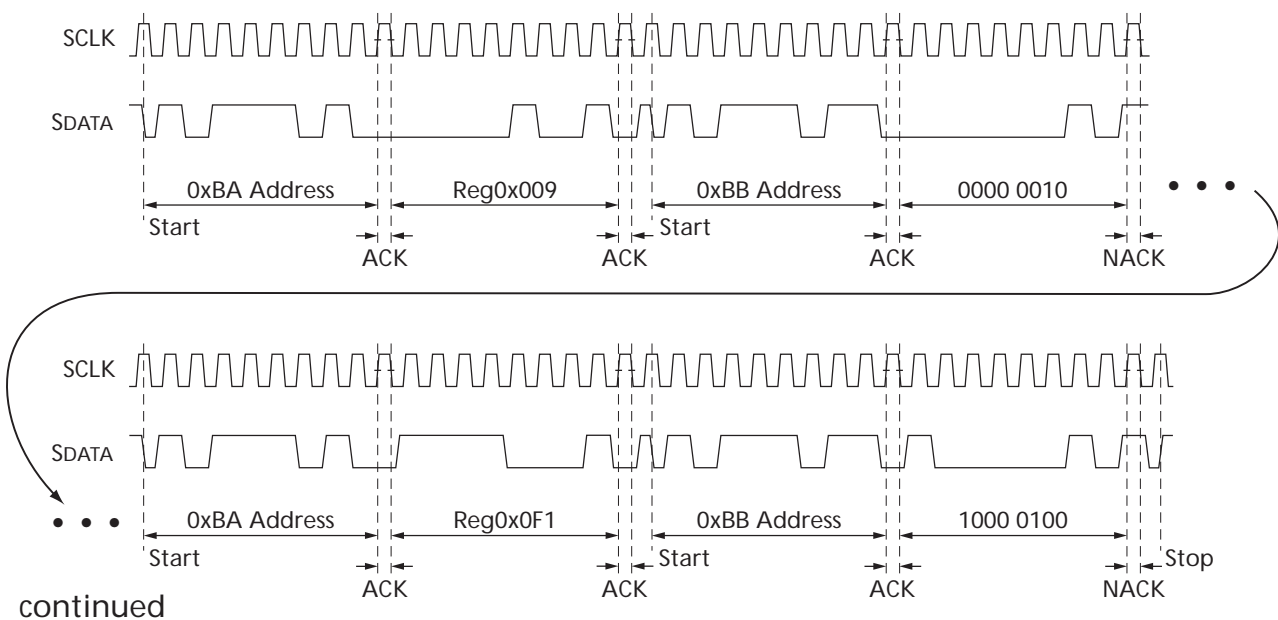 SCLK
SDATA
0xBA Address Reg0x009 0xBB Address 0000 0010
Start Start
ACK ACK ACK NACK
SCLK
SDATA
0xBA Address Reg0x0F1 0xBB Address 1000 0100
Start Start Stop
ACK ACK ACK NACK
continued